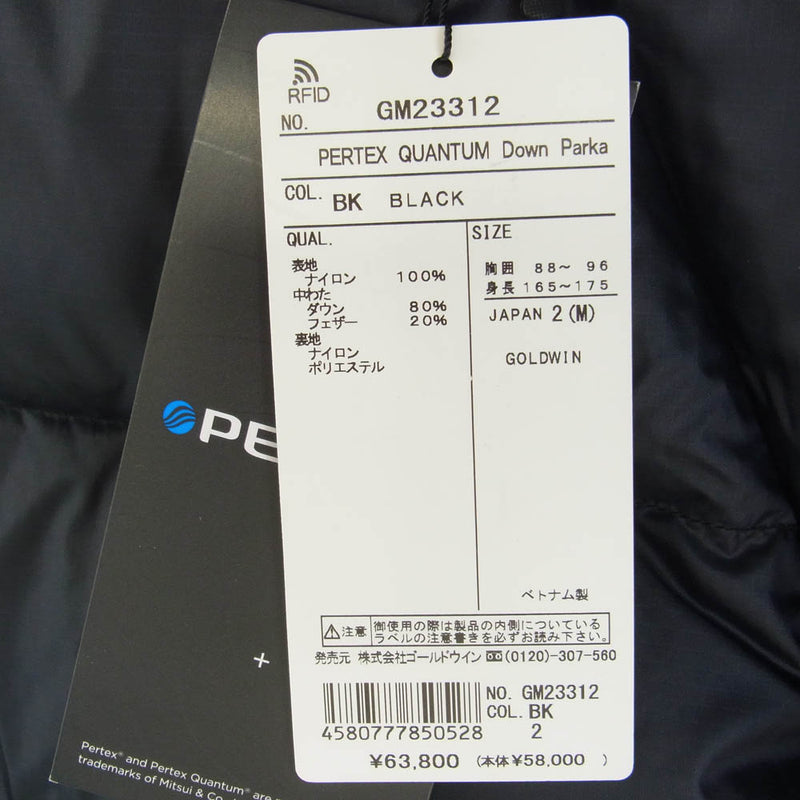 RFID
NO. GM23312
PERTEX QUANTUM Down Parka
COL. BK BLACK
QUAL.
表地
ナイロン 100%
中わた
ダウン 80%
フェザー 20%
裏地
ナイロン
ポリエステル
SIZE
胸囲 88~ 96
身長 165~175
JAPAN 2(M)
GOLDWIN
ベトナム製
注意 御使用の際は製品の内側についている
ラベルの注意書きを必ずお読み下さい。
発売元 株式会社ゴールドウイン (0120)-307-560
4580777850528
NO. GM23312
COL. BK
2
¥63,800 (本体¥58,000 )
PE
+
Pertex® and Pertex Quantum® are
trademarks of Mitsui & Co